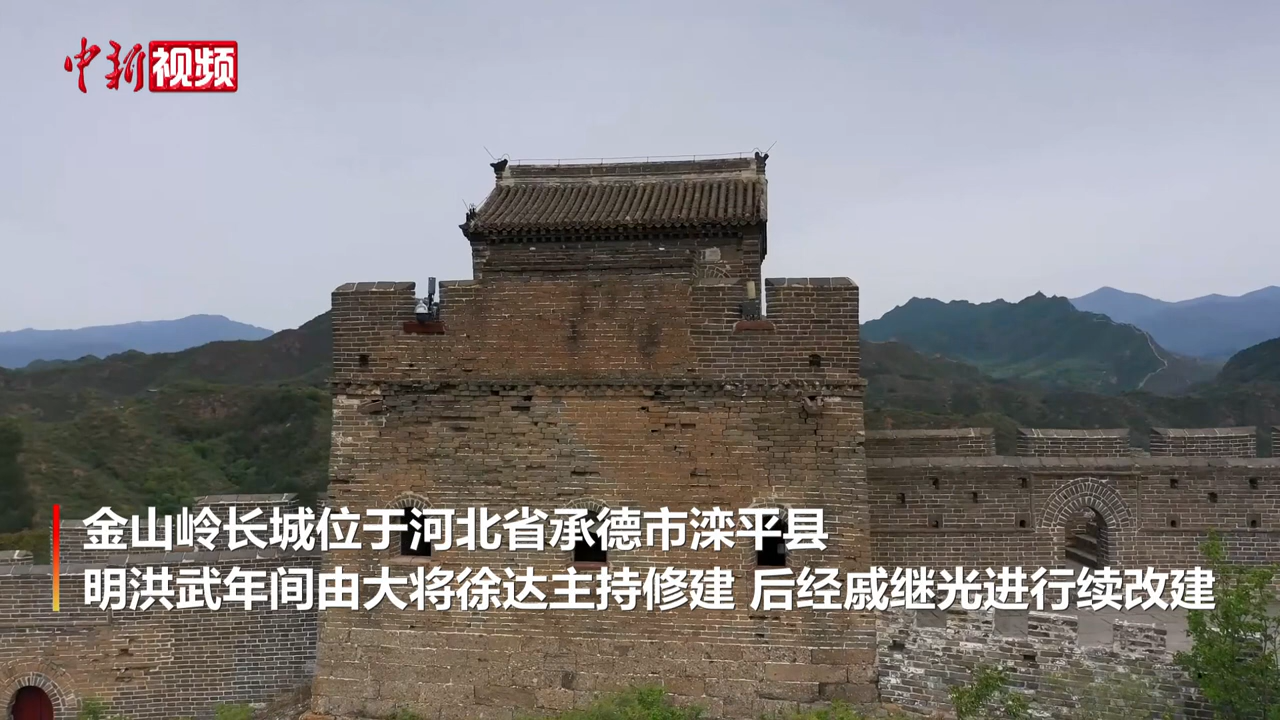 中新视频
金山岭长城位于河北省承德市滦平县
明洪武年间由大将徐达主持修建 后经戚继光进行续改建